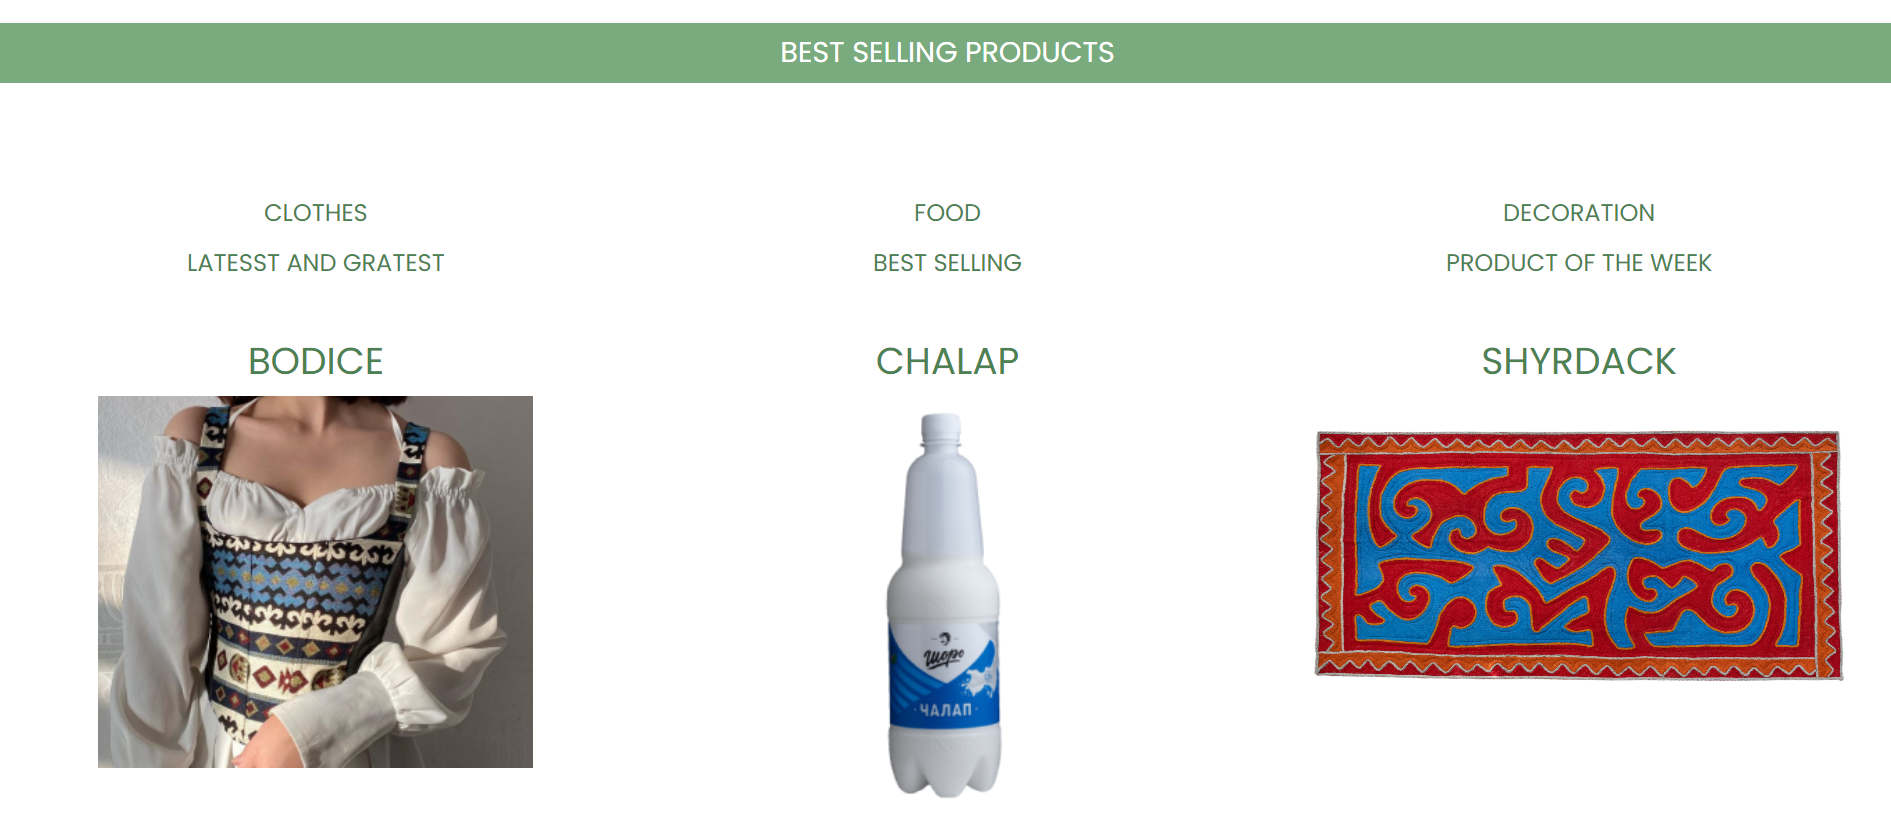 BEST SELLING PRODUCTS
CLOTHES
LATESST AND GRATEST
BODICE
FOOD
BEST SELLING
CHALAP
Шоро
ЧАЛАП
DECORATION
PRODUCT OF THE WEEK
SHYRDACK